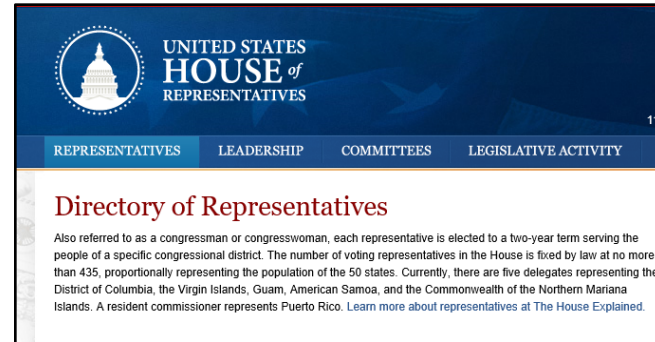 UNITED STATES
HOUSE of
REPRESENTATIVES
REPRESENTATIVES LEADERSHIP COMMITTEES LEGISLATIVE ACTIVITY
Directory of Representatives
Also referred to as a congressman or congresswoman, each representative is elected to a two-year term serving the
people of a specific congressional district. The number of voting representatives in the House is fixed by law at no more
than 435, proportionally representing the population of the 50 states. Currently, there are five delegates representing the
District of Columbia, the Virgin Islands, Guam, American Samoa, and the Commonwealth of the Northern Mariana
Islands. A resident commissioner represents Puerto Rico. Learn more about representatives at The House Explained.